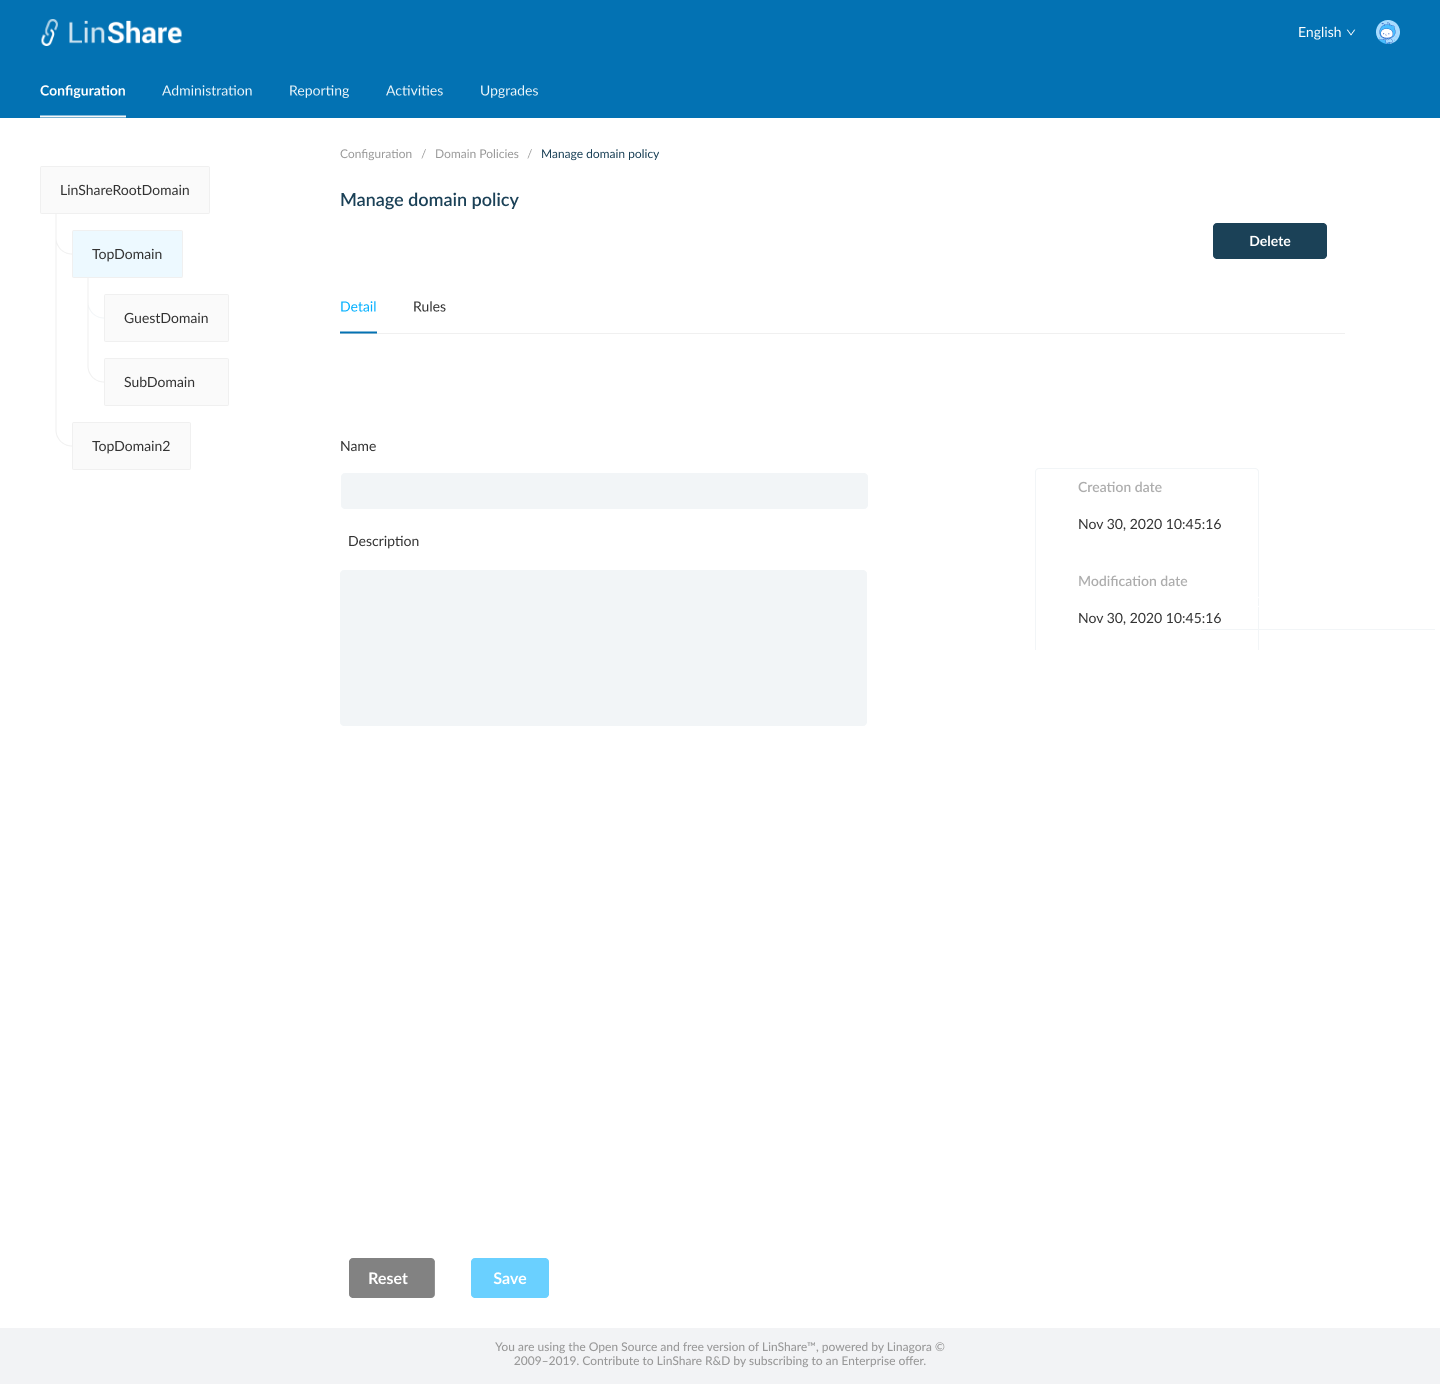 LinShare
English
Configuration Administration Reporting Activities Upgrades
LinShareRootDomain
TopDomain
GuestDomain
SubDomain
TopDomain2
Configuration / Domain Policies / Manage domain policy
Manage domain policy
Delete
Detail Rules
Name
Description
Creation date
Nov 30, 2020 10:45:16
Modification date
Nov 30, 2020 10:45:16
Reset Save
You are using the Open Source and free version of LinShare™, powered by Linagora ©
2009–2019. Contribute to LinShare R&D by subscribing to an Enterprise offer.